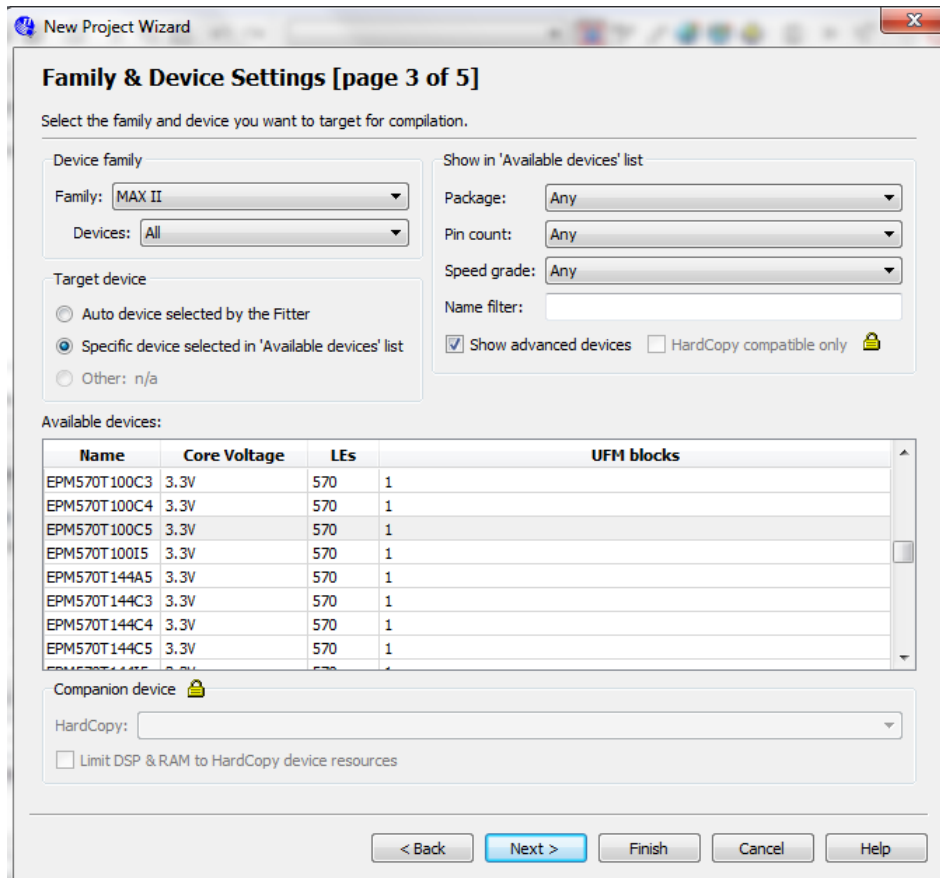 New Project Wizard
Family & Device Settings [page 3 of 5]
Select the family and device you want to target for compilation.
Device family
Family: MAX II
Devices: All
Show in 'Available devices' list
Package: Any
Pin count: Any
Speed grade: Any
Name filter:
Show advanced devices HardCopy compatible only
Target device
Auto device selected by the Fitter
Specific device selected in 'Available devices' list
Other: n/a
Available devices:
Name Core Voltage LEs UFM blocks
EPM570T100C3 3.3V 570 1
EPM570T100C4 3.3V 570 1
EPM570T100C5 3.3V 570 1
EPM570T100I5 3.3V 570 1
EPM570T144A5 3.3V 570 1
EPM570T144C3 3.3V 570 1
EPM570T144C4 3.3V 570 1
EPM570T144C5 3.3V 570 1
Companion device
HardCopy:
Limit DSP & RAM to HardCopy device resources
< Back Next > Finish Cancel Help